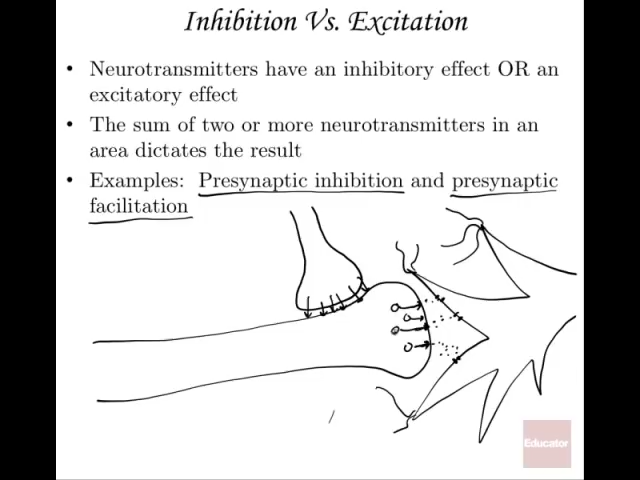 Inhibition Vs. Excitation
• Neurotransmitters have an inhibitory effect OR an
excitatory effect
• The sum of two or more neurotransmitters in an
area dictates the result
• Examples: Presynaptic inhibition and presynaptic
facilitation
Educator